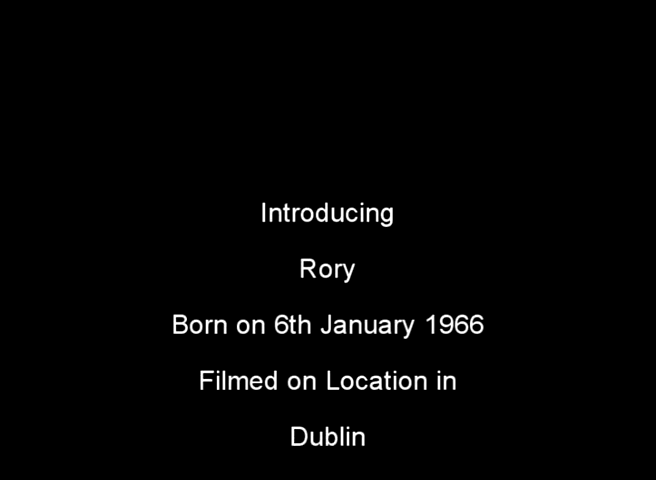 Introducing
Rory
Born on 6th January 1966
Filmed on Location in
Dublin